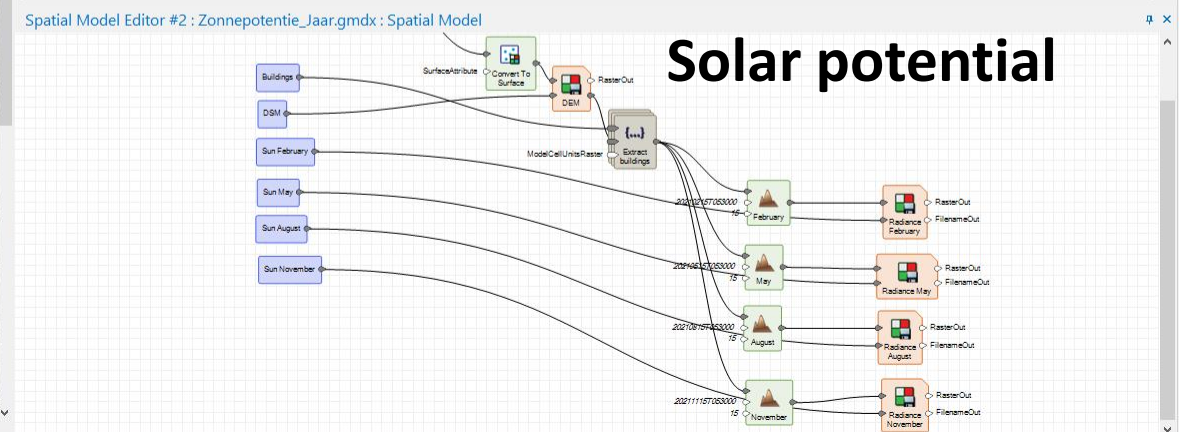 Spatial Model Editor #2 : Zonnepotentie_Jaar.gmdx : Spatial Model
Solar potential
Convert To
Surface
SurfaceAttribute
Buildings
RasterOut
DEM
DSM
{...}
Extract
buildings
ModelCellUnitsRaster
Sun February
Sun May
20210215T053000
15
February
RasterOut
FilenameOut
Radiance
February
Sun August
Sun November
15
May
RasterOut
FilenameOut
Radiance May
20210815T053000
15
August
RasterOut
FilenameOut
Radiance
August
20211115T053000
15
November
RasterOut
FilenameOut
Radiance
November